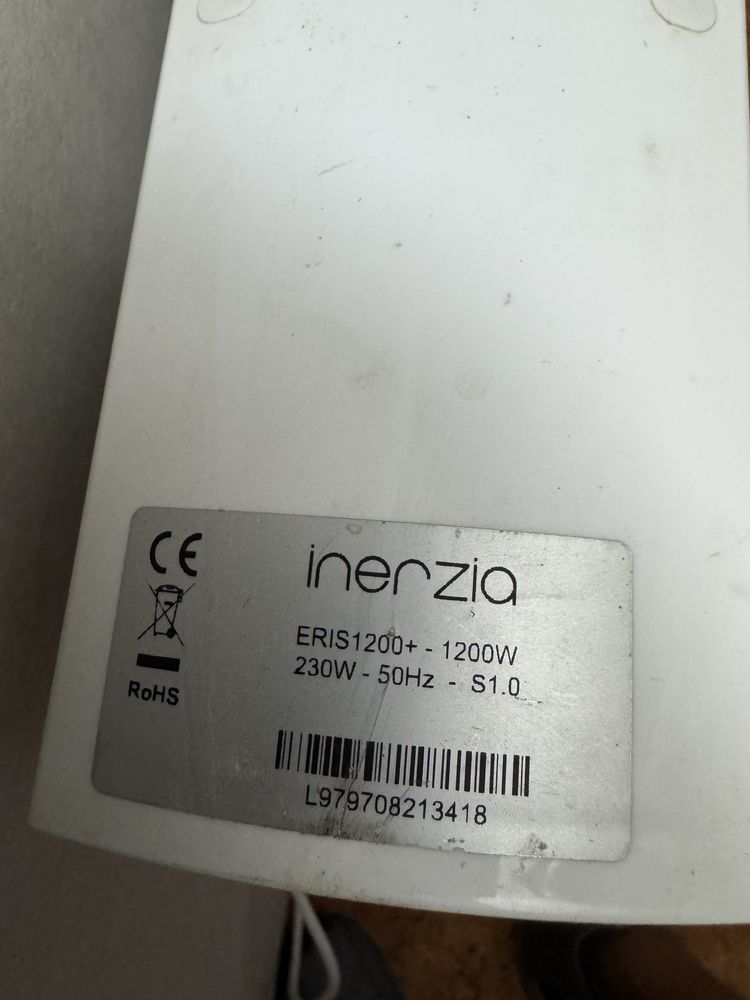 CE
inerzia
ERIS1200+ - 1200W
230W - 50Hz - S1.0
RoHS
L979708213418